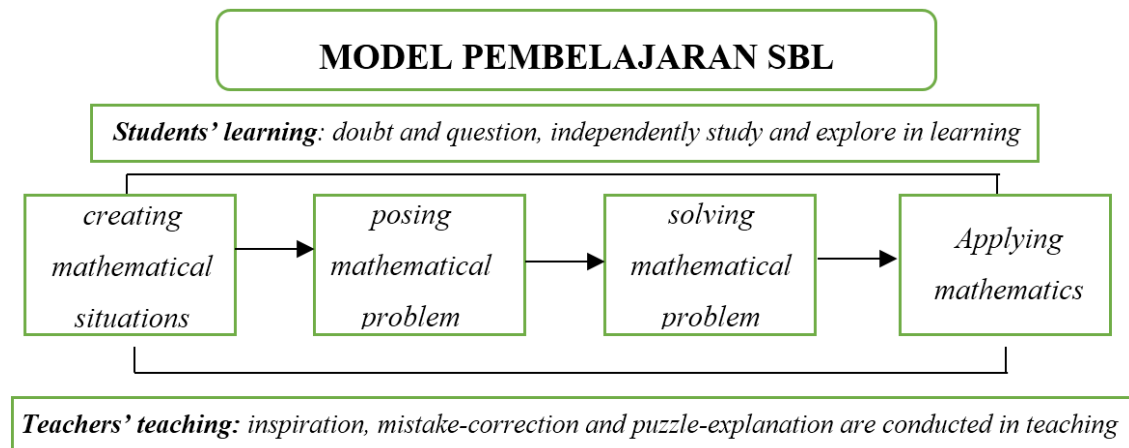 MODEL PEMBELAJARAN SBL
Students’ learning: doubt and question, independently study and explore in learning
creating
mathematical
situations
posing
mathematical
problem
solving
mathematical
problem
Applying
mathematics
Teachers’ teaching: inspiration, mistake-correction and puzzle-explanation are conducted in teaching